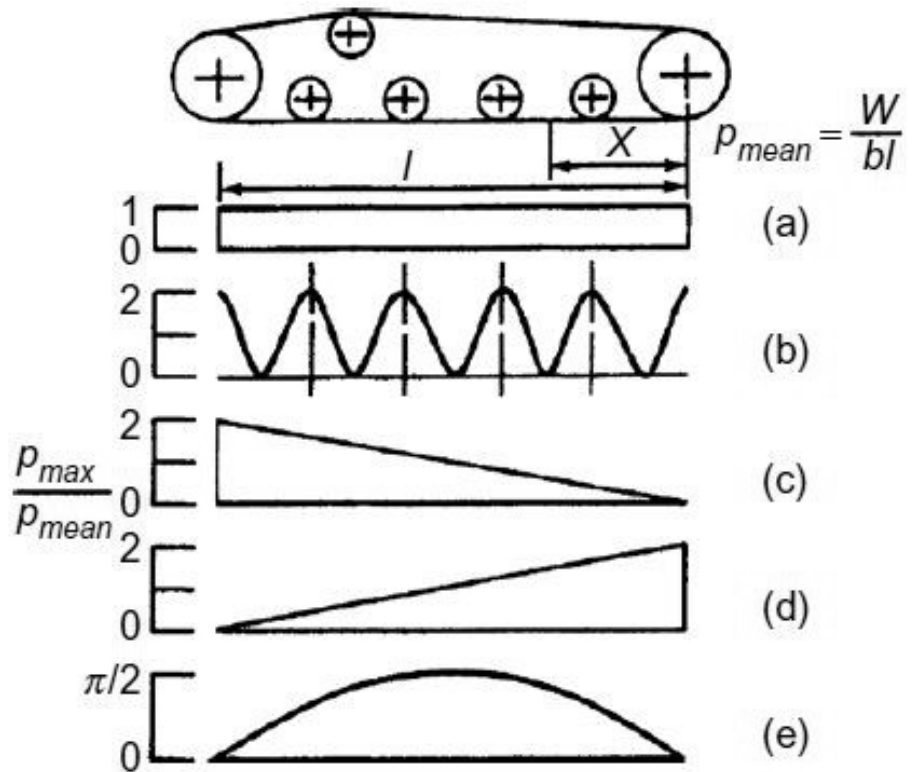 p_mean = W/bl
X
l
1
0
(a)
2
0
(b)
2
0
(c)
p_max/p_mean
2
0
(d)
π/2
0
(e)